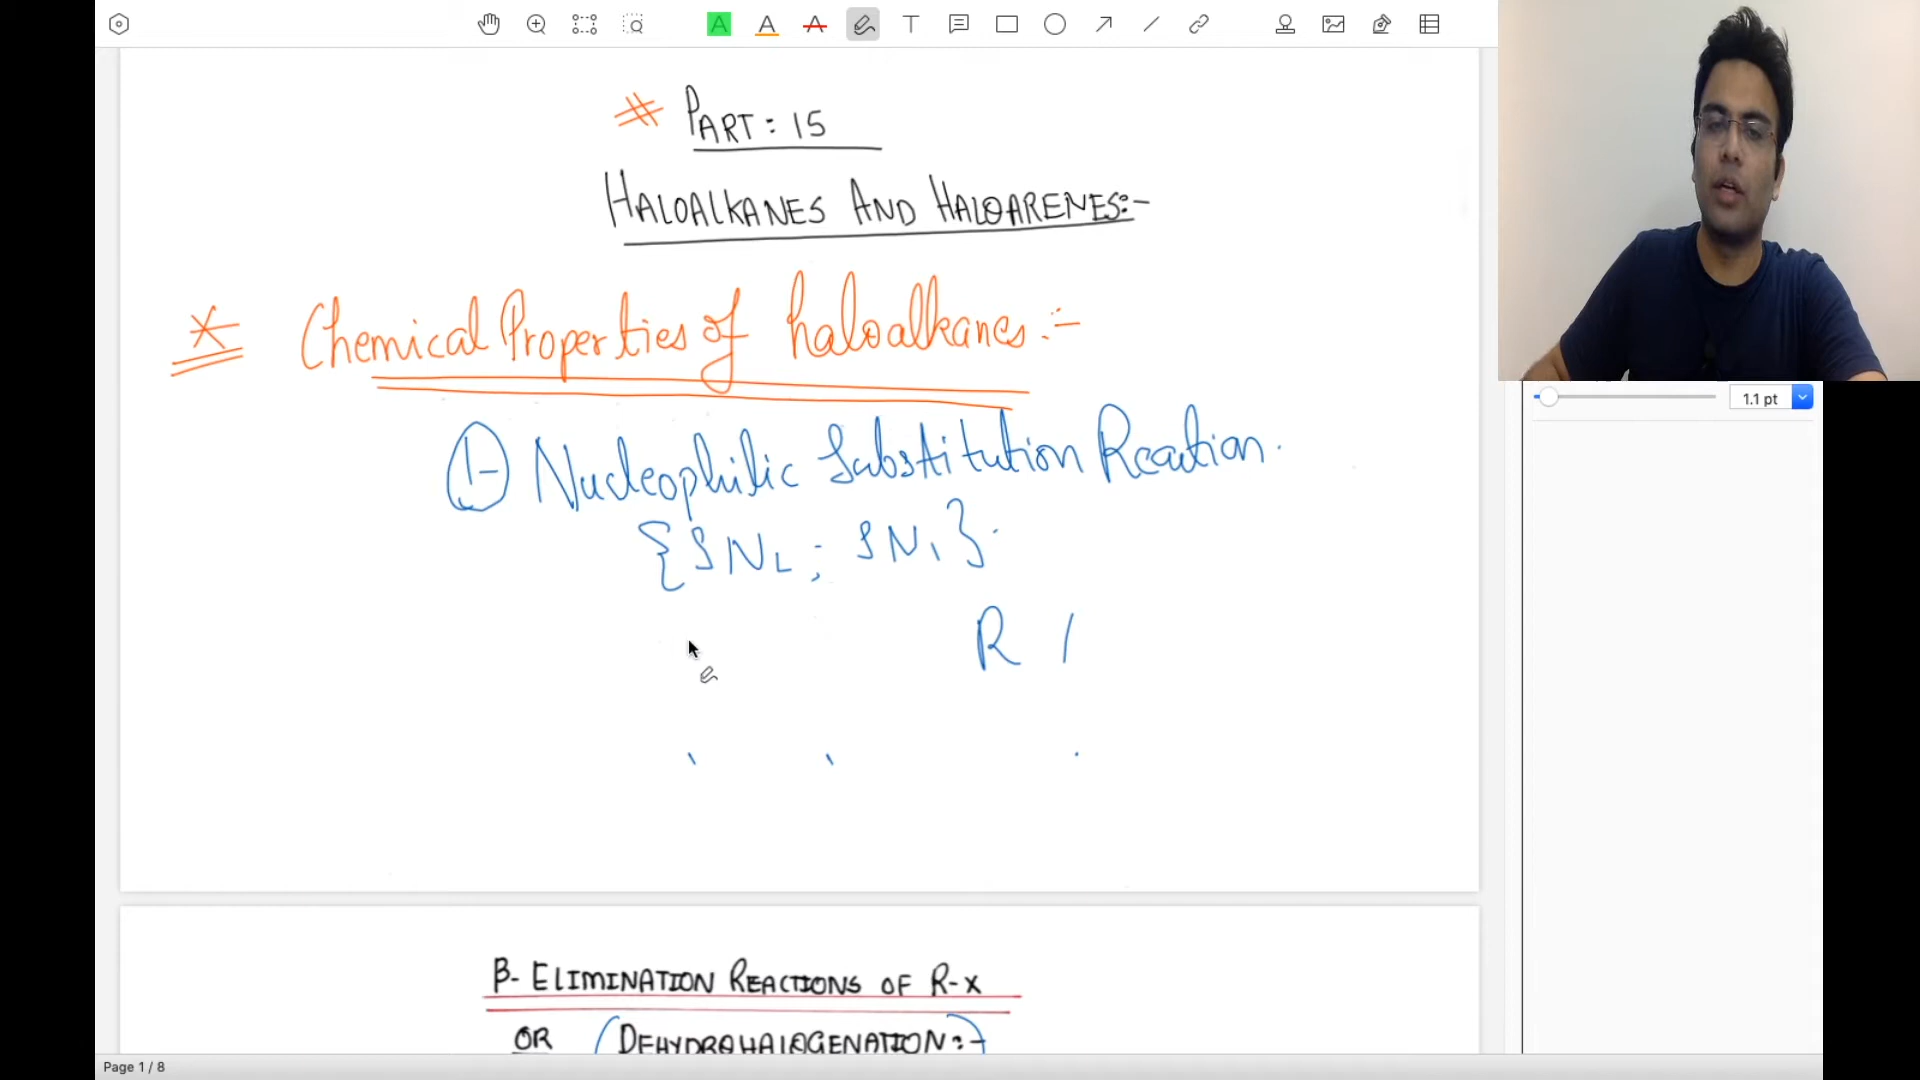 # PART: 15
HALOALKANES AND HALOARENES:-
* Chemical Properties of haloalkanes:-
1- Nucleophilic Substitution Reaction.
{SN2 ; SN1}.
R /
1.1 pt
β- ELIMINATION REACTIONS OF R-X
OR (DEHYDROHALOGENATION:-)
Page 1 / 8